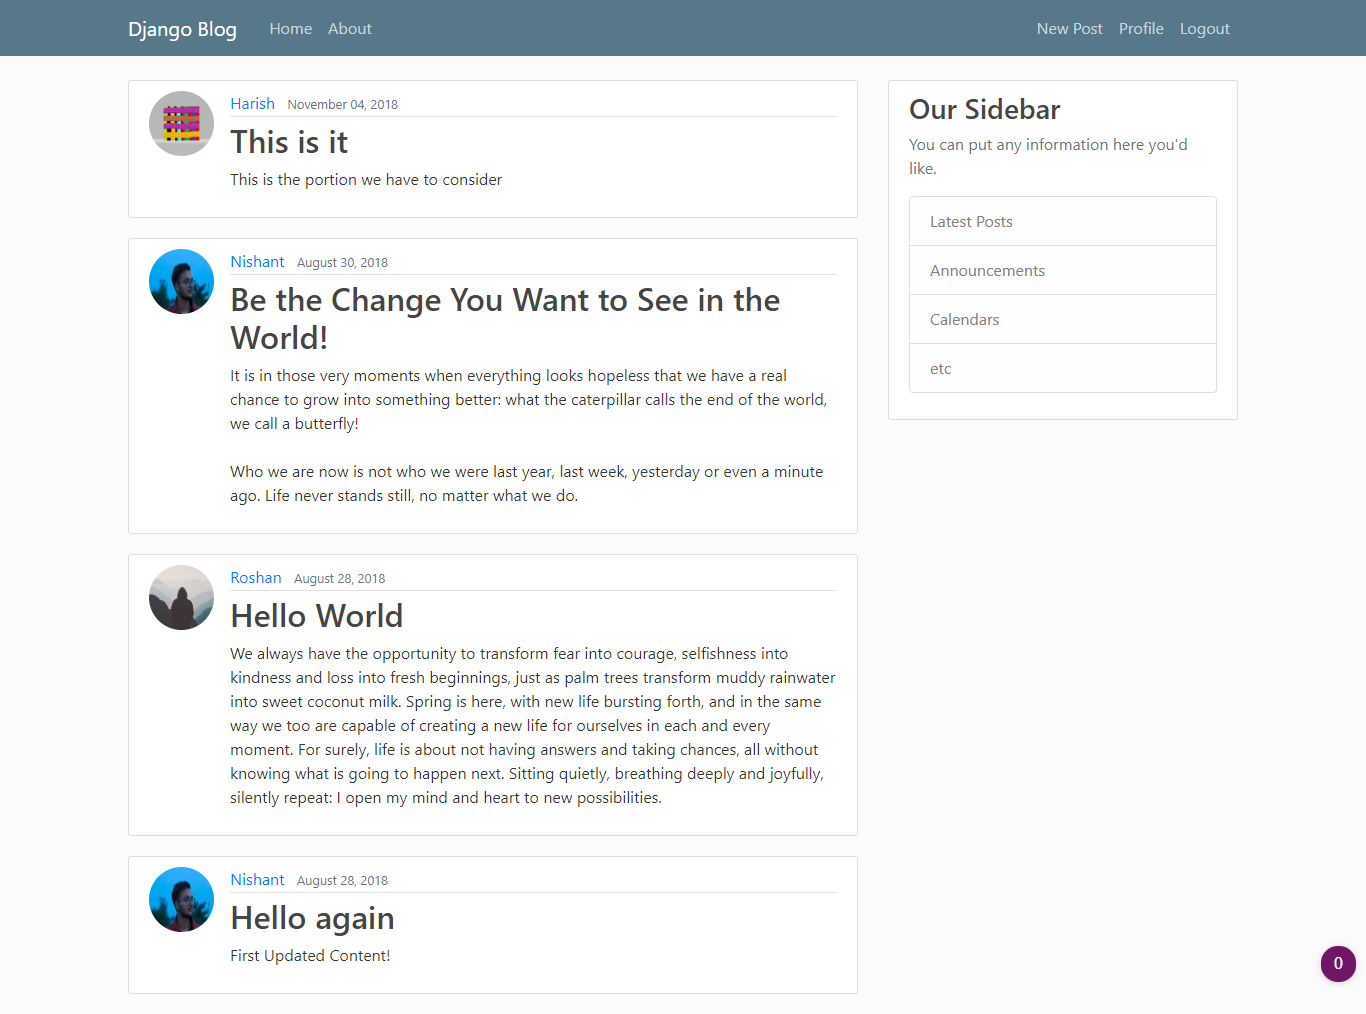 Django Blog Home About New Post Profile Logout
Harish November 04, 2018
This is it
This is the portion we have to consider
Nishant August 30, 2018
Be the Change You Want to See in the
World!
It is in those very moments when everything looks hopeless that we have a real
chance to grow into something better: what the caterpillar calls the end of the world,
we call a butterfly!
Who we are now is not who we were last year, last week, yesterday or even a minute
ago. Life never stands still, no matter what we do.
Roshan August 28, 2018
Hello World
We always have the opportunity to transform fear into courage, selfishness into
kindness and loss into fresh beginnings, just as palm trees transform muddy rainwater
into sweet coconut milk. Spring is here, with new life bursting forth, and in the same
way we too are capable of creating a new life for ourselves in each and every
moment. For surely, life is about not having answers and taking chances, all without
knowing what is going to happen next. Sitting quietly, breathing deeply and joyfully,
silently repeat: I open my mind and heart to new possibilities.
Nishant August 28, 2018
Hello again
First Updated Content!
Our Sidebar
You can put any information here you'd
like.
Latest Posts
Announcements
Calendars
etc
0